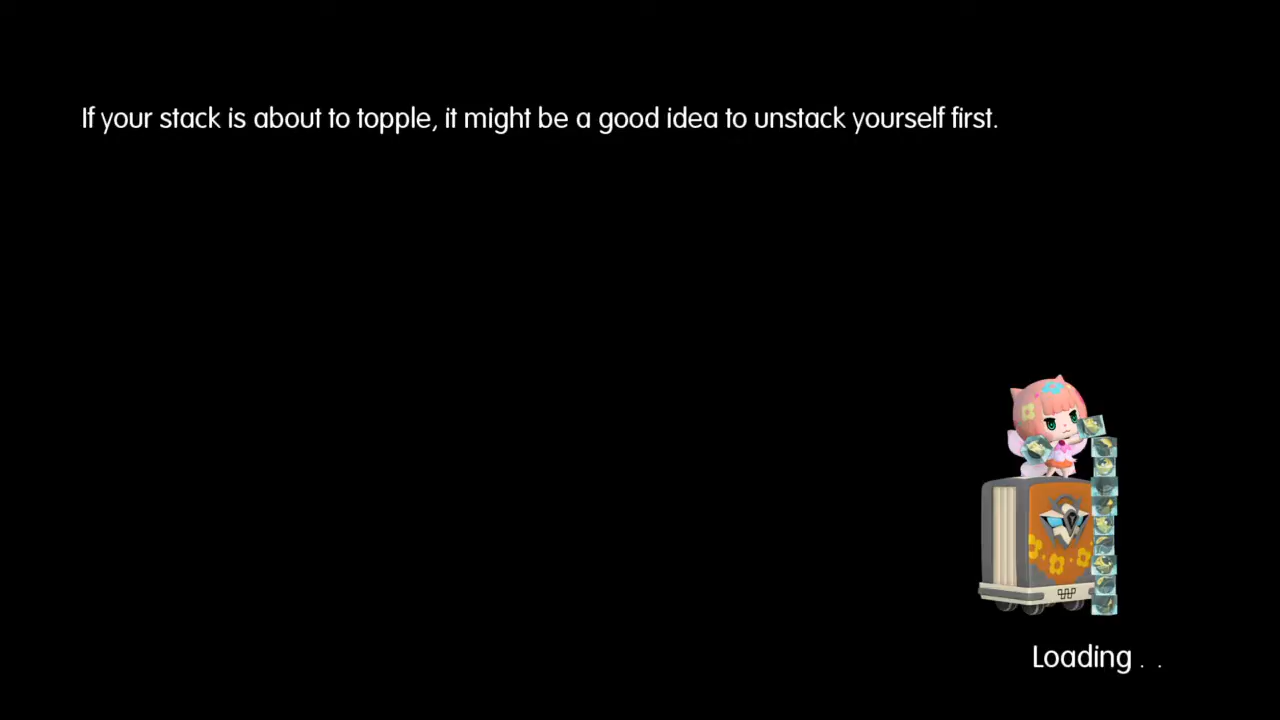 If your stack is about to topple, it might be a good idea to unstack yourself first.
Loading . .